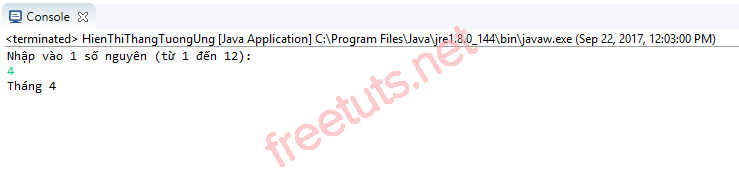 Console
<terminated> HienThiThangTuongUng [Java Application] C:\Program Files\Java\jre1.8.0_144\bin\javaw.exe (Sep 22, 2017, 12:03:00 PM)
Nhập vào 1 số nguyên (từ 1 đến 12):
4
Tháng 4
freetuts.net